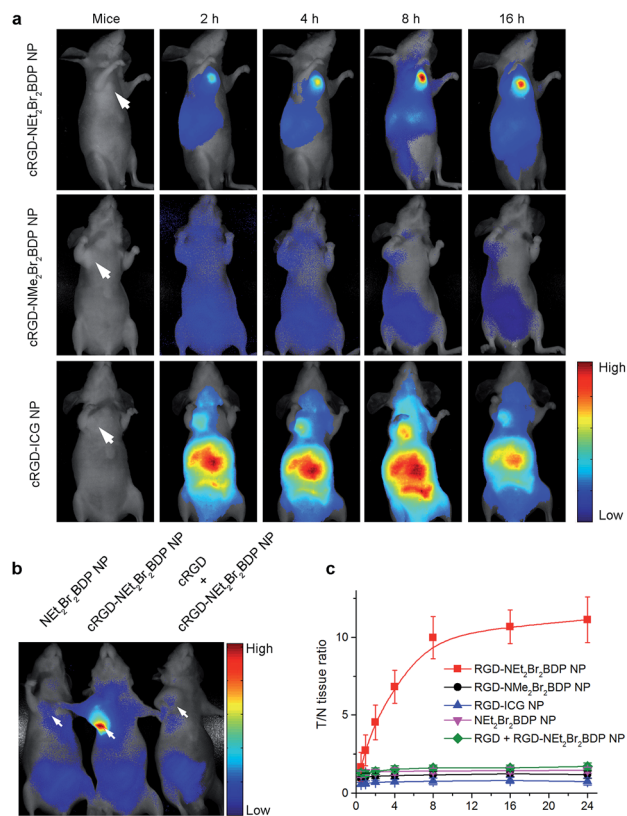 a
Mice
2 h
4 h
8 h
16 h
cRGD-NEt₂Br₂BDP NP
cRGD-NMe₂Br₂BDP NP
cRGD-ICG NP
High
Low
b
NEt₂Br₂BDP NP
cRGD-NEt₂Br₂BDP NP
cRGD
+
cRGD-NEt₂Br₂BDP NP
High
Low
c
T/N tissue ratio
10
5
0
RGD-NEt₂Br₂BDP NP
RGD-NMe₂Br₂BDP NP
RGD-ICG NP
NEt₂Br₂BDP NP
RGD + RGD-NEt₂Br₂BDP NP
0
4
8
12
16
20
24